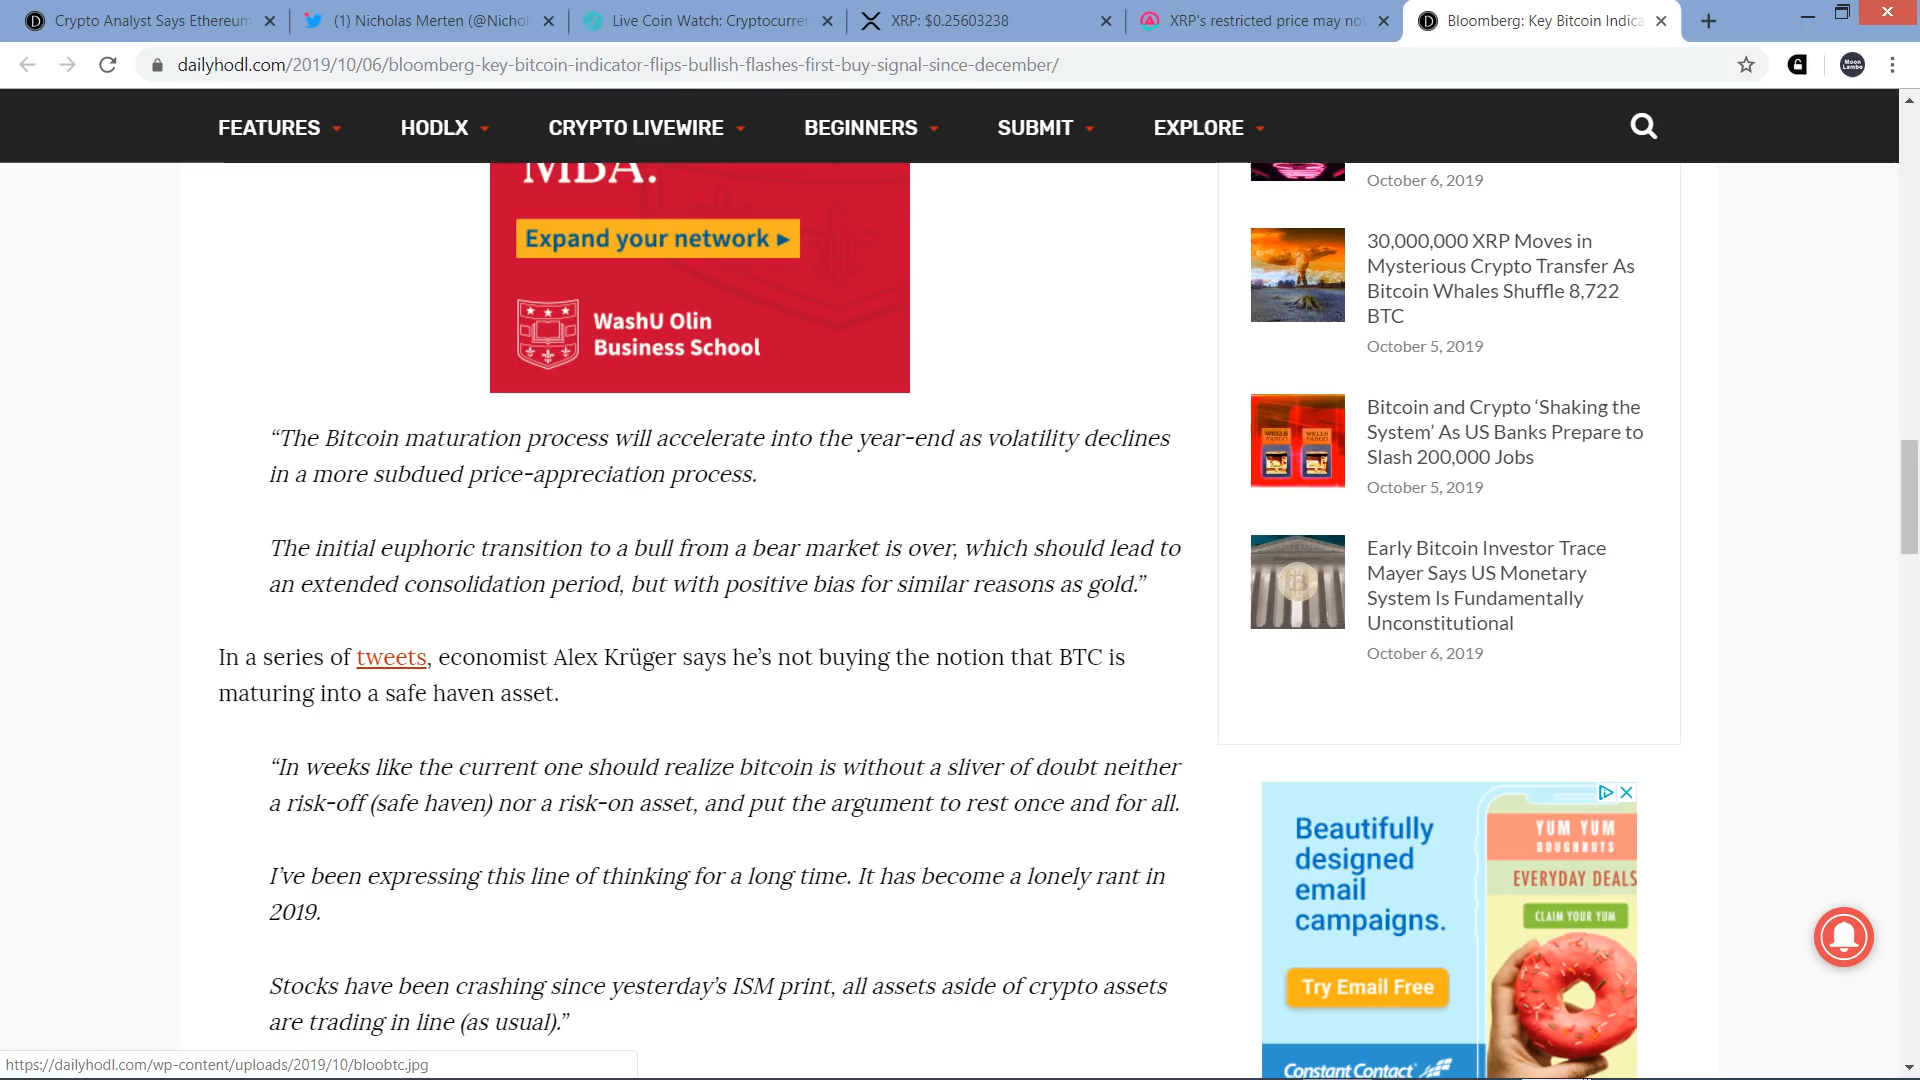 Crypto Analyst Says Ethereum
(1) Nicholas Merten (@Nichol
Live Coin Watch: Cryptocurre
XRP: $0.25603238
XRP's restricted price may not
Bloomberg: Key Bitcoin Indica
dailyhodl.com/2019/10/06/bloomberg-key-bitcoin-indicator-flips-bullish-flashes-first-buy-signal-since-december/
Moon
Lambo
FEATURES
HODLX
CRYPTO LIVEWIRE
BEGINNERS
SUBMIT
EXPLORE
MBA.
Expand your network ▸
WashU Olin
Business School
“The Bitcoin maturation process will accelerate into the year-end as volatility declines
in a more subdued price-appreciation process.
The initial euphoric transition to a bull from a bear market is over, which should lead to
an extended consolidation period, but with positive bias for similar reasons as gold.”
In a series of tweets, economist Alex Krüger says he’s not buying the notion that BTC is
maturing into a safe haven asset.
“In weeks like the current one should realize bitcoin is without a sliver of doubt neither
a risk-off (safe haven) nor a risk-on asset, and put the argument to rest once and for all.
I’ve been expressing this line of thinking for a long time. It has become a lonely rant in
2019.
Stocks have been crashing since yesterday’s ISM print, all assets aside of crypto assets
are trading in line (as usual).”
October 6, 2019
30,000,000 XRP Moves in
Mysterious Crypto Transfer As
Bitcoin Whales Shuffle 8,722
BTC
October 5, 2019
WELLS FARGO
WELLS FARGO
Bitcoin and Crypto ‘Shaking the
System’ As US Banks Prepare to
Slash 200,000 Jobs
October 5, 2019
Early Bitcoin Investor Trace
Mayer Says US Monetary
System Is Fundamentally
Unconstitutional
October 6, 2019
Beautifully
designed
email
campaigns.
Try Email Free
Constant Contact
YUM YUM
DOUGHNUTS
EVERYDAY DEALS
CLAIM YOUR YUM
https://dailyhodl.com/wp-content/uploads/2019/10/bloobtc.jpg